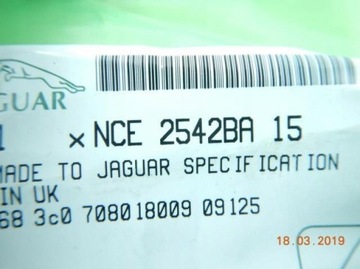 GUAR
1 x NCE 2542BA 15
MADE TO JAGUAR SPECIFICATION
IN UK
68 3c0 708018009 09125
18.03.2019